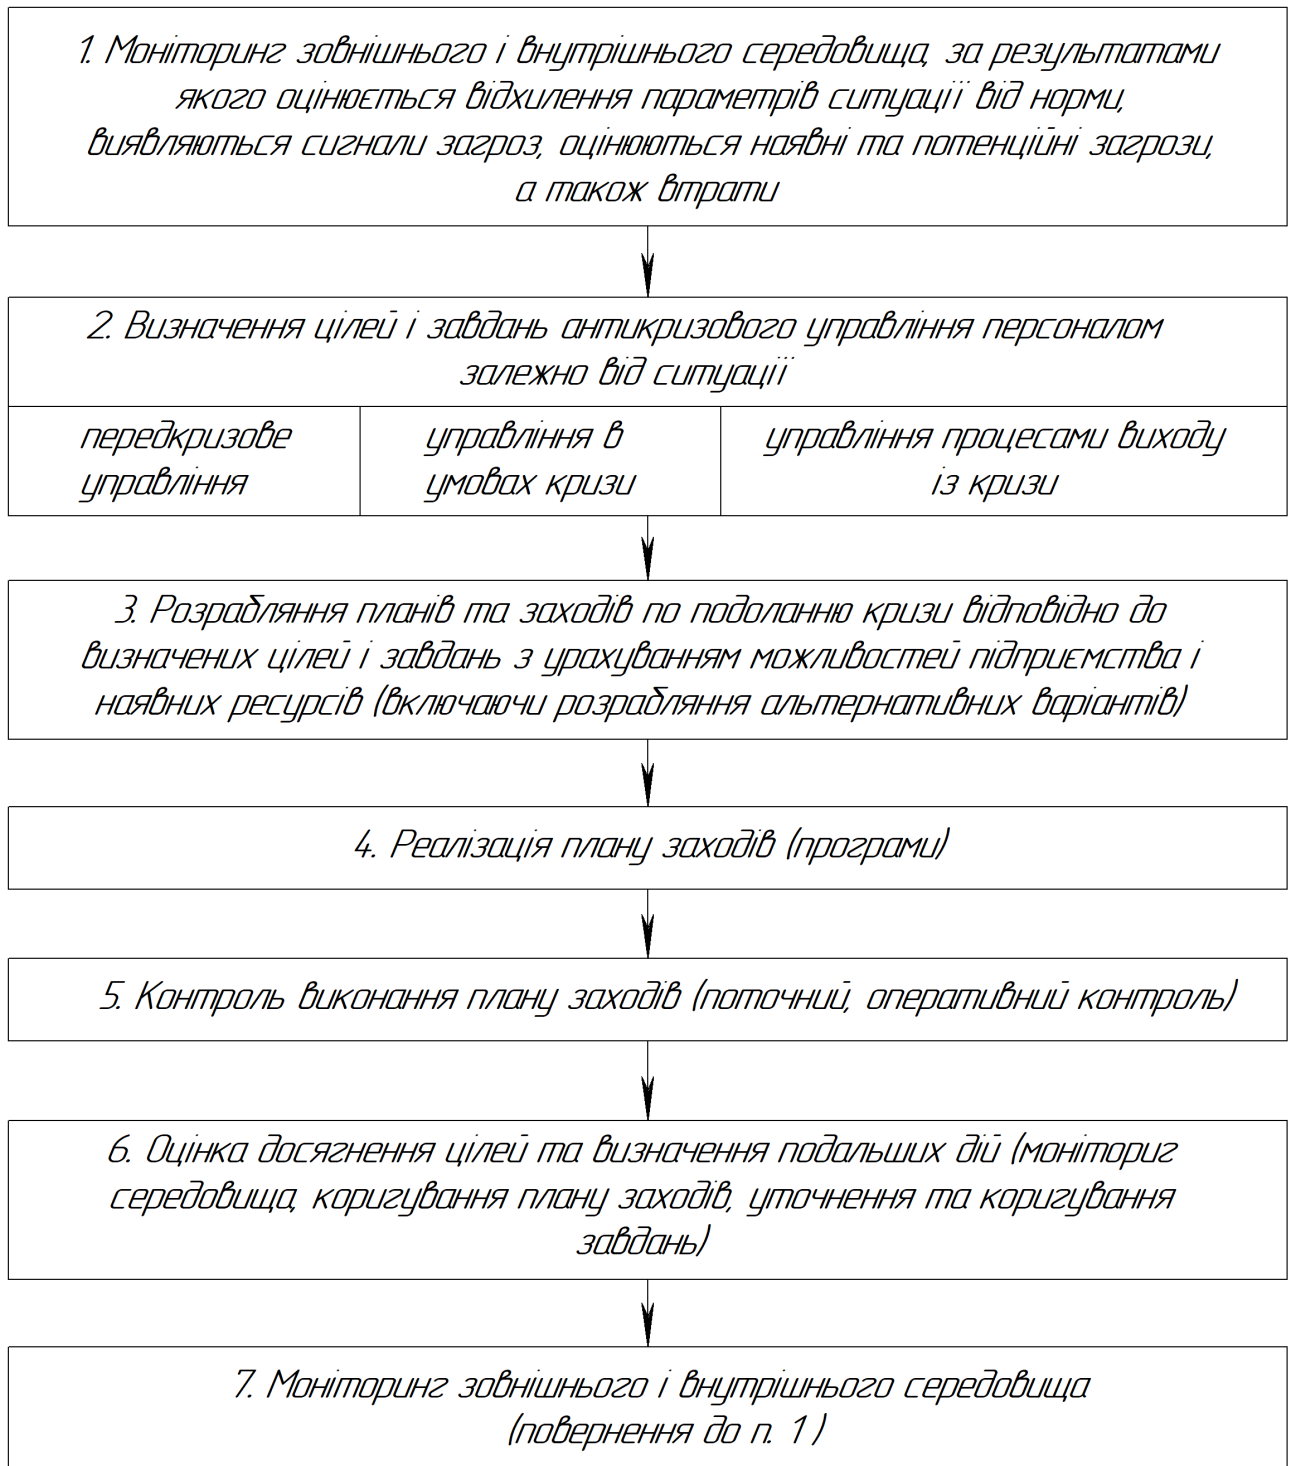 1. Моніторинг зовнішнього і внутрішнього середовища, за результатами
якого оцінюється відхилення параметрів ситуації від норми,
виявляються сигнали загроз, оцінюються наявні та потенційні загрози,
а також втрати
2. Визначення цілей і завдань антикризового управління персоналом
залежно від ситуації
передкризове
управління
управління в
умовах кризи
управління процесами виходу
із кризи
3. Розрабляння планів та заходів по подоланню кризи відповідно до
визначених цілей і завдань з урахуванням можливостей підприємства і
наявних ресурсів (включаючи розрабляння альтернативних варіантів)
4. Реалізація плану заходів (програми)
5. Контроль виконання плану заходів (поточний, оперативний контроль)
6. Оцінка досягнення цілей та визначення подальших дій (моніториг
середовища, коригування плану заходів, уточнення та коригування
завдань)
7. Моніторинг зовнішнього і внутрішнього середовища
(повернення до п. 1 )